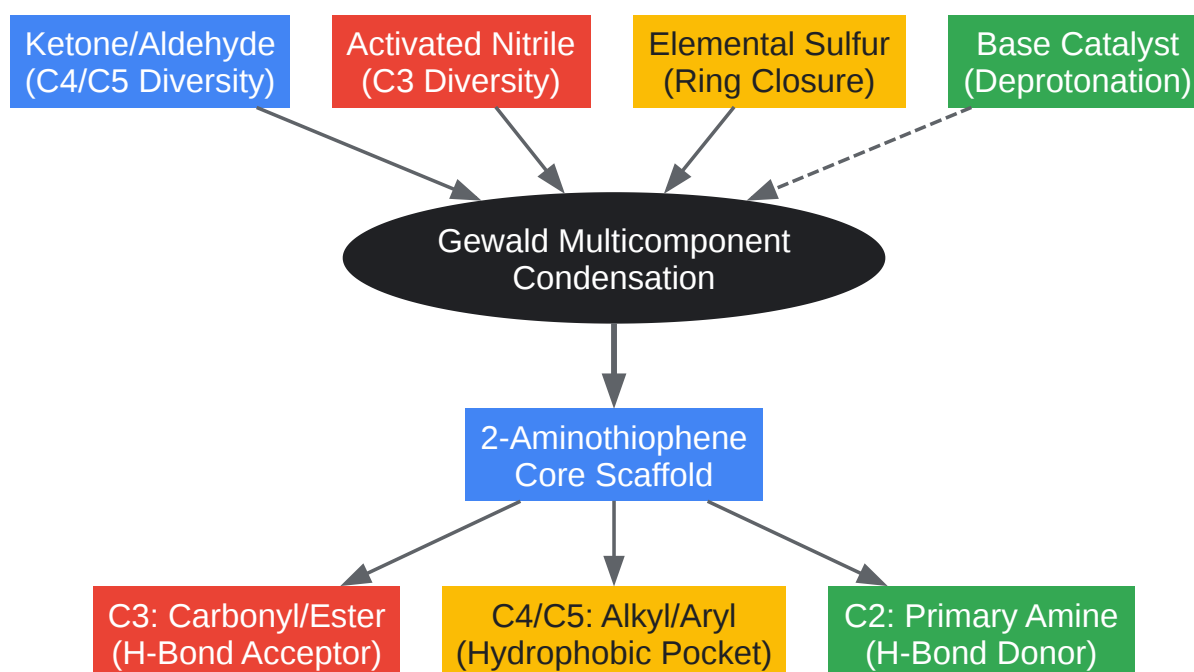 Ketone/Aldehyde
(C4/C5 Diversity)
Activated Nitrile
(C3 Diversity)
Elemental Sulfur
(Ring Closure)
Base Catalyst
(Deprotonation)
Gewald Multicomponent
Condensation
2-Aminothiophene
Core Scaffold
C3: Carbonyl/Ester
(H-Bond Acceptor)
C4/C5: Alkyl/Aryl
(Hydrophobic Pocket)
C2: Primary Amine
(H-Bond Donor)